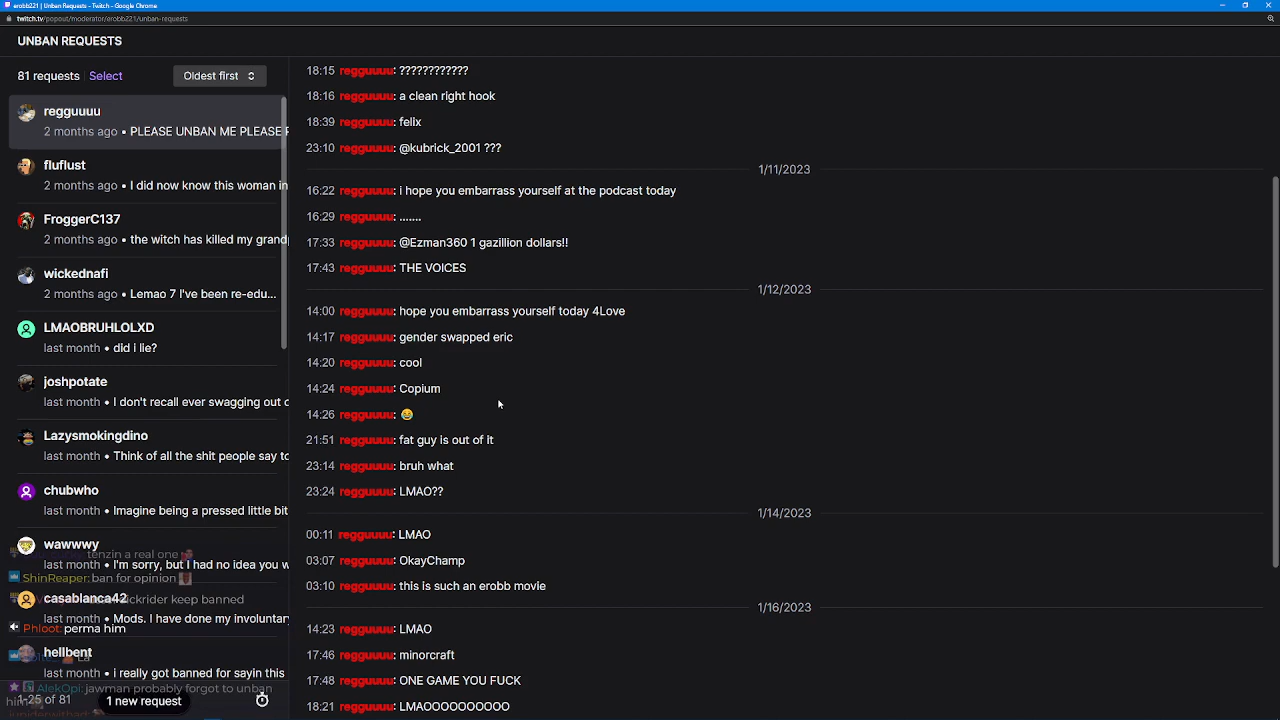 erobb221 | Unban Requests - Twitch - Google Chrome
twitch.tv/popout/moderator/erobb221/unban-requests
UNBAN REQUESTS
81 requests Select Oldest first
regguuuu
2 months ago • PLEASE UNBAN ME PLEASE
fluflust
2 months ago • I did now know this woman in
FroggerC137
2 months ago • the witch has killed my grand
wickednafi
2 months ago • Lemao 7 I've been re-edu...
LMAOBRUHLOLXD
last month • did i lie?
joshpotate
last month • I don't recall ever swagging out
Lazysmokingdino
last month • Think of all the sh!t people say to
chubwho
last month • Imagine being a pressed little bit
wawwwy
tenzin a real one
last month • I'm sorry, but I had no idea you w
ShinReaper: ban for opinion
casablanca42
ckrider keep banned
last month • Mods. I have done my involuntary
Phloot: perma him
hellbent
last month • i really got banned for sayin this
AlekOpi: jawman probably forgot to unban
him
1-25 of 81
1 new request
18:15 regguuuu: ????????????
18:16 regguuuu: a clean right hook
18:39 regguuuu: felix
23:10 regguuuu: @kubrick_2001 ???
1/11/2023
16:22 regguuuu: i hope you embarrass yourself at the podcast today
16:29 regguuuu: .......
17:33 regguuuu: @Ezman360 1 gazillion dollars!!
17:43 regguuuu: THE VOICES
1/12/2023
14:00 regguuuu: hope you embarrass yourself today 4Love
14:17 regguuuu: gender swapped eric
14:20 regguuuu: cool
14:24 regguuuu: Copium
14:26 regguuuu: 😂
21:51 regguuuu: fat guy is out of it
23:14 regguuuu: bruh what
23:24 regguuuu: LMAO??
1/14/2023
00:11 regguuuu: LMAO
03:07 regguuuu: OkayChamp
03:10 regguuuu: this is such an erobb movie
1/16/2023
14:23 regguuuu: LMAO
17:46 regguuuu: minorcraft
17:48 regguuuu: ONE GAME YOU FUCK
18:21 regguuuu: LMAOOOOOOOOOO